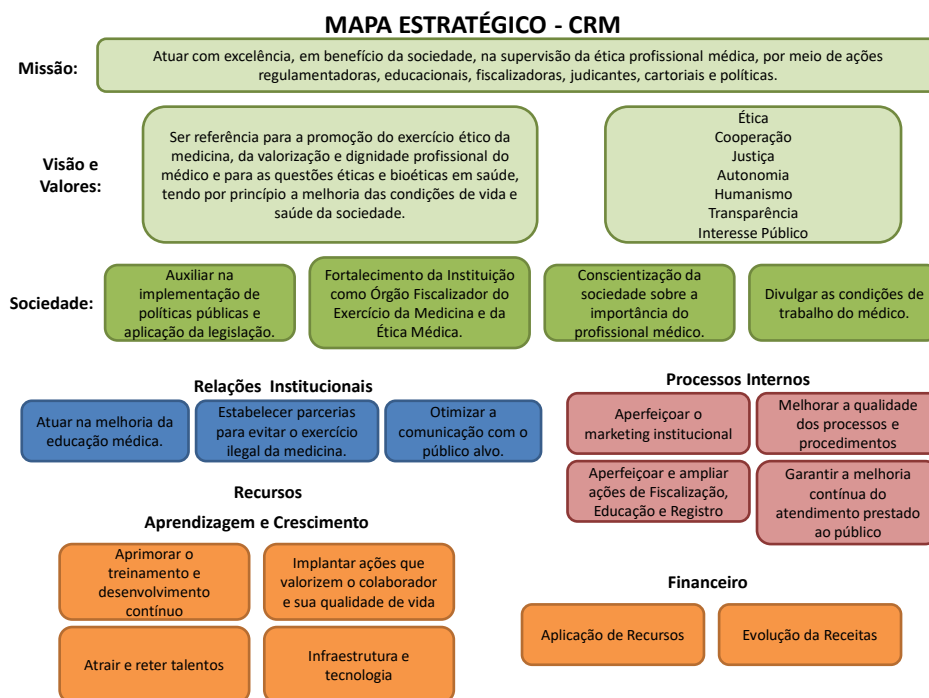 MAPA ESTRATÉGICO - CRM
Missão:
Atuar com excelência, em benefício da sociedade, na supervisão da ética profissional médica, por meio de ações
regulamentadoras, educacionais, fiscalizadoras, judicantes, cartoriais e políticas.
Visão e
Valores:
Ser referência para a promoção do exercício ético da
medicina, da valorização e dignidade profissional do
médico e para as questões éticas e bioéticas em saúde,
tendo por princípio a melhoria das condições de vida e
saúde da sociedade.
Ética
Cooperação
Justiça
Autonomia
Humanismo
Transparência
Interesse Público
Sociedade:
Auxiliar na
implementação de
políticas públicas e
aplicação da legislação.
Fortalecimento da Instituição
como Órgão Fiscalizador do
Exercício da Medicina e da
Ética Médica.
Conscientização da
sociedade sobre a
importância do
profissional médico.
Divulgar as condições de
trabalho do médico.
Relações Institucionais
Atuar na melhoria da
educação médica.
Estabelecer parcerias
para evitar o exercício
ilegal da medicina.
Otimizar a
comunicação com o
público alvo.
Processos Internos
Aperfeiçoar o
marketing institucional
Melhorar a qualidade
dos processos e
procedimentos
Aperfeiçoar e ampliar
ações de Fiscalização,
Educação e Registro
Garantir a melhoria
contínua do
atendimento prestado
ao público
Recursos
Aprendizagem e Crescimento
Aprimorar o
treinamento e
desenvolvimento
contínuo
Implantar ações que
valorizem o colaborador
e sua qualidade de vida
Atrair e reter talentos
Infraestrutura e
tecnologia
Financeiro
Aplicação de Recursos
Evolução da Receitas